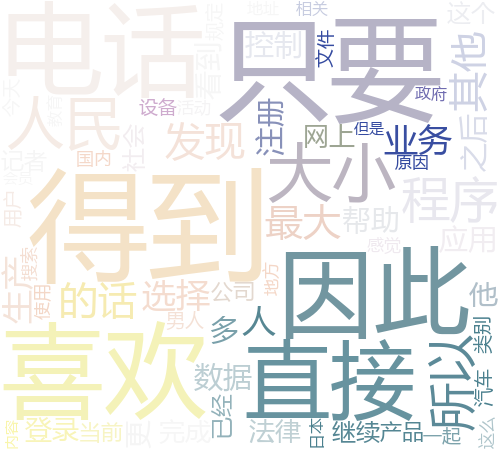 电话
只要
这个
相关
地址
规定
文件
控制
看到
其他
政府
今天
教育
人民
设备
活动
注册
网上
但是
业务
原因
之后
社会
发现
国内
记者
大小
程序
得到
最大
帮助
应用
感觉
用户
搜索
使用
生产
地方
因此
他
的话
选择
公司
男人
多人
喜欢
直接
所以
类别
汽车
数据
已经
内容
登录
当前
更
完成
法律
日本
继续
产品
一起
这么